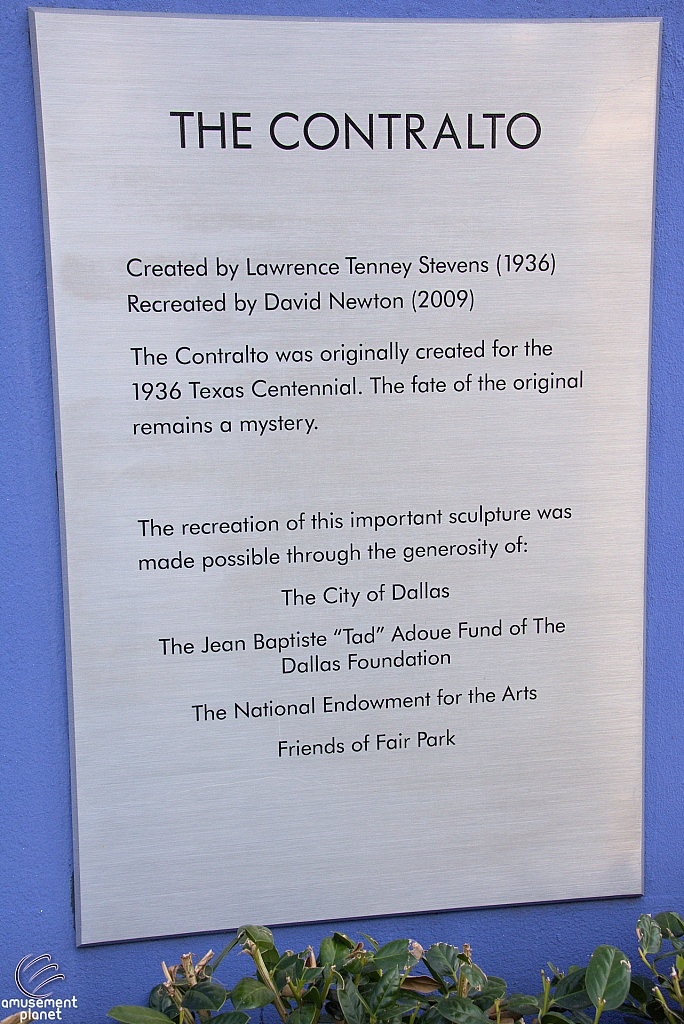 THE CONTRALTO
Created by Lawrence Tenney Stevens (1936)
Recreated by David Newton (2009)
The Contralto was originally created for the
1936 Texas Centennial. The fate of the original
remains a mystery.
The recreation of this important sculpture was
made possible through the generosity of:
The City of Dallas
The Jean Baptiste “Tad” Adoue Fund of The
Dallas Foundation
The National Endowment for the Arts
Friends of Fair Park
amusement
planet